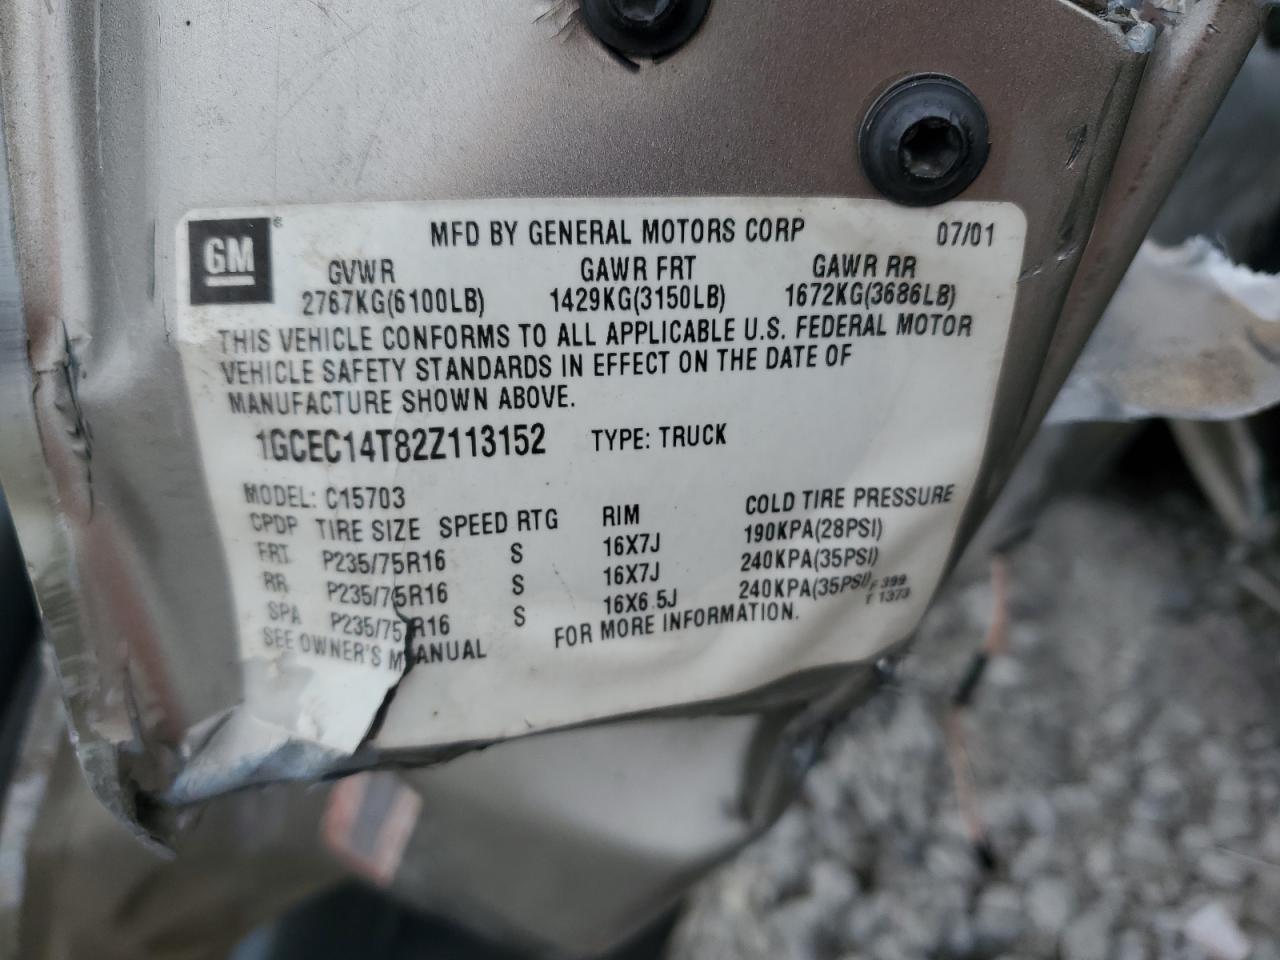 GM ®
MFD BY GENERAL MOTORS CORP 07/01
GVWR GAWR FRT GAWR RR
2767KG(6100LB) 1429KG(3150LB) 1672KG(3686LB)
THIS VEHICLE CONFORMS TO ALL APPLICABLE U.S. FEDERAL MOTOR
VEHICLE SAFETY STANDARDS IN EFFECT ON THE DATE OF
MANUFACTURE SHOWN ABOVE.
1GCEC14T82Z113152 TYPE: TRUCK
MODEL: C15703
CPDP TIRE SIZE SPEED RTG RIM COLD TIRE PRESSURE
FRT P235/75R16 S 16X7J 190KPA(28PSI)
RR P235/75R16 S 16X7J 240KPA(35PSI)
SPA P235/75R16 S 16X6.5J 240KPA(35PSI)
SEE OWNER'S MANUAL FOR MORE INFORMATION.
F 399
T 1373